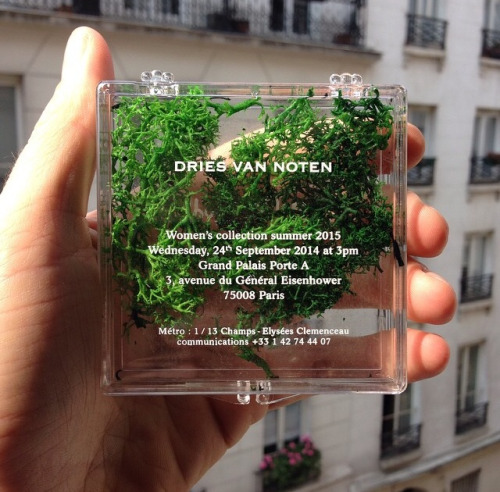 DRIES VAN NOTEN
Women's collection summer 2015
Wednesday, 24th September 2014 at 3pm
Grand Palais Porte A
3, avenue du Général Eisenhower
75008 Paris
Métro : 1 / 13 Champs - Elysées Clemenceau
communications +33 1 42 74 44 07